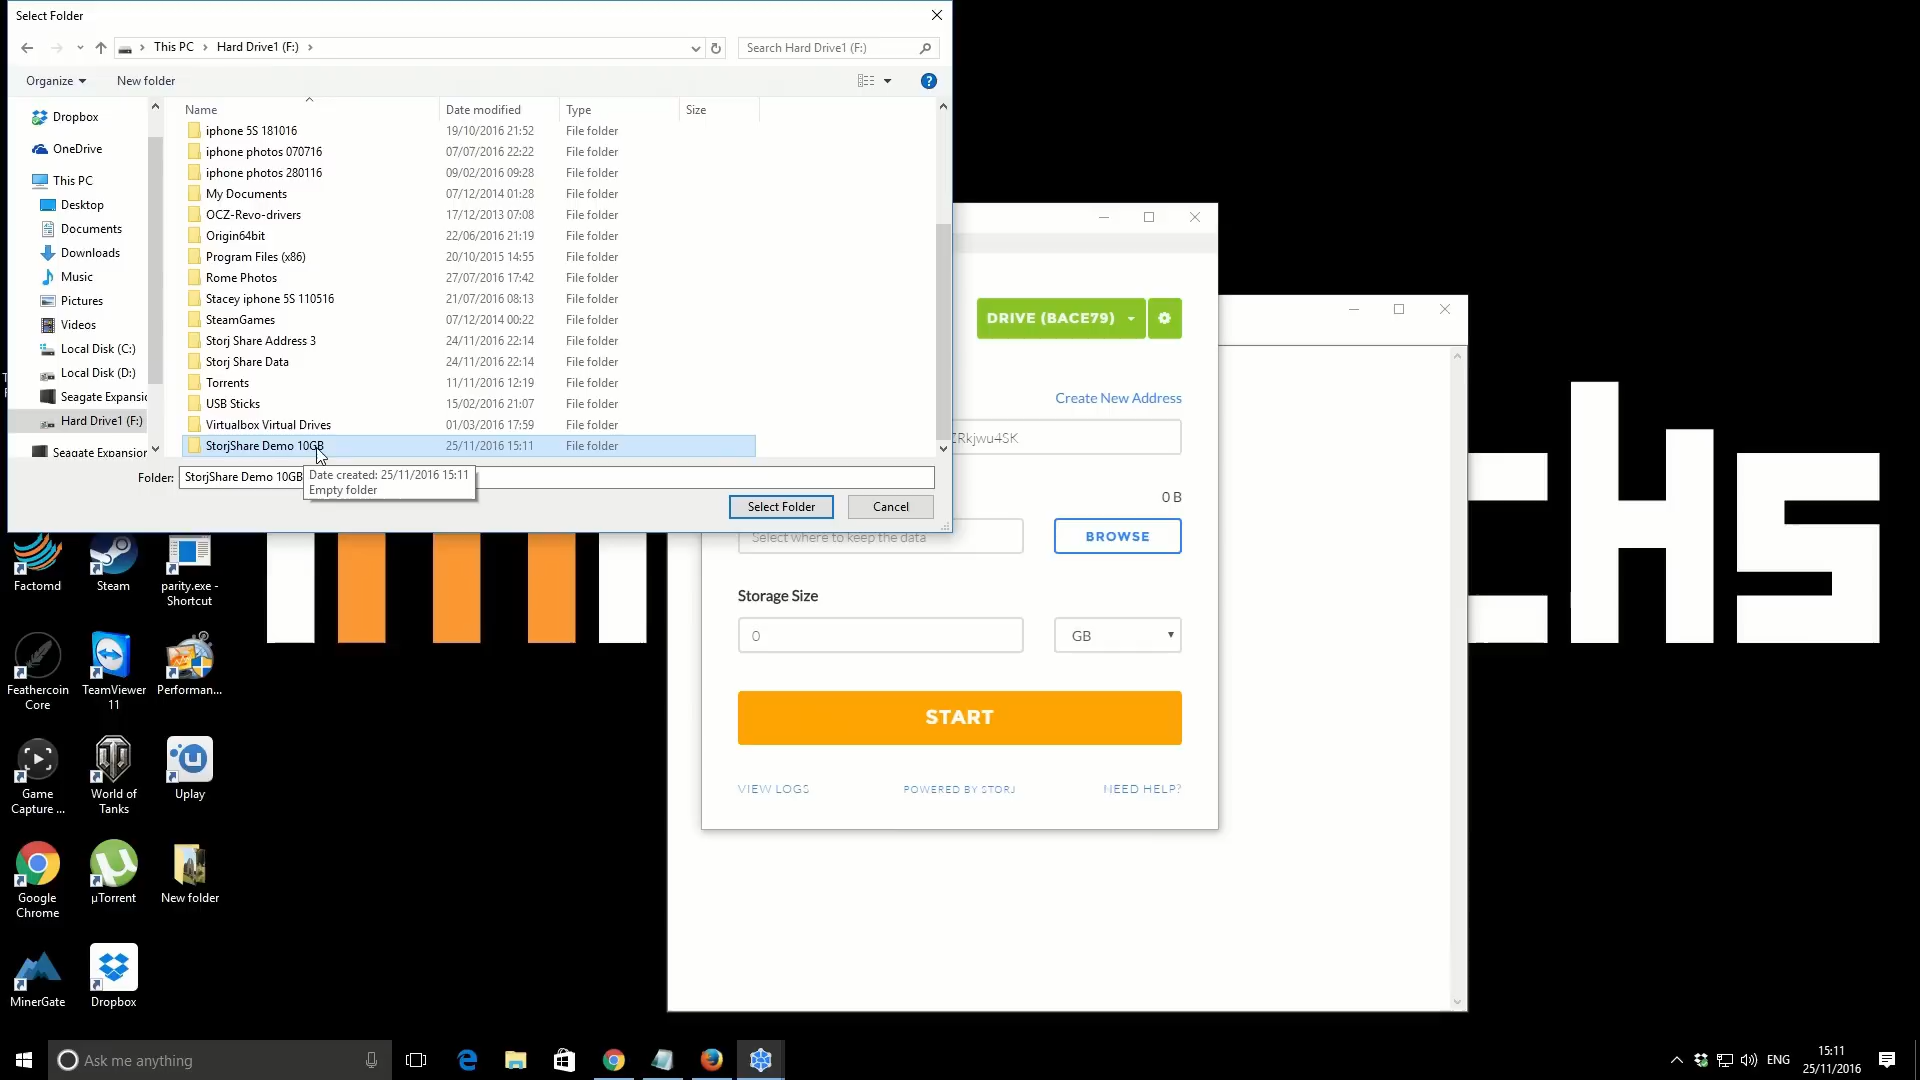 Select Folder
This PC
Hard Drive1 (F:)
Search Hard Drive1 (F:)
Organize
New folder
Name
Date modified
Type
Size
Dropbox
OneDrive
This PC
Desktop
Documents
Downloads
Music
Pictures
Videos
Local Disk (C:)
Local Disk (D:)
Seagate Expansio
Hard Drive1 (F:)
Seagate Expansion
iphone 5S 181016 19/10/2016 21:52 File folder
iphone photos 070716 07/07/2016 22:22 File folder
iphone photos 280116 09/02/2016 09:28 File folder
My Documents 07/12/2014 01:28 File folder
OCZ-Revo-drivers 17/12/2013 07:08 File folder
Origin64bit 22/06/2016 21:19 File folder
Program Files (x86) 20/10/2015 14:55 File folder
Rome Photos 27/07/2016 17:42 File folder
Stacey iphone 5S 110516 21/07/2016 08:13 File folder
SteamGames 07/12/2014 00:22 File folder
Storj Share Address 3 24/11/2016 22:14 File folder
Storj Share Data 24/11/2016 22:14 File folder
Torrents 11/11/2016 12:19 File folder
USB Sticks 15/02/2016 21:07 File folder
Virtualbox Virtual Drives 01/03/2016 17:59 File folder
StorjShare Demo 10GB 25/11/2016 15:11 File folder
Folder: StorjShare Demo 10GB
Date created: 25/11/2016 15:11
Empty folder
Select Folder
Cancel
DRIVE (BACE79)
Create New Address
ZRkjwu4SK
0 B
Select where to keep the data
BROWSE
Storage Size
0
GB
START
VIEW LOGS
POWERED BY STORJ
NEED HELP?
Factomd
Steam
parity.exe -
Shortcut
Feathercoin
Core
TeamViewer
11
Performan...
Game
Capture ...
World of
Tanks
Uplay
Google
Chrome
µTorrent
New folder
MinerGate
Dropbox
Ask me anything
ENG
15:11
25/11/2016